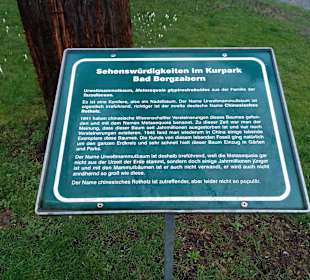 Sehenswürdigkeiten im Kurpark
Bad Bergzabern
Urweltmammutbaum, Metasequoia glyptostroboides aus der Familie der
Taxodiaceae.
Es ist eine Konifere, also ein Nadelbaum. Der Name Urweltmammutbaum ist
eigentlich irreführend, richtiger ist der zweite deutsche Name Chinesisches
Rotholz.
1941 haben chinesische Wissenschaftler Versteinerungen dieses Baumes gefun-
den und mit dem Namen Metasequoia benannt. Zu dieser Zeit war man der
Meinung, dass dieser Baum seit Jahrmillionen ausgestorben ist und nur noch
Versteinerungen existieren. 1945 fand man wiederum in China einige lebende
Exemplare diese Baumes. Die Kunde von diesem lebenden Fossil ging natürlich
um den ganzen Erdkreis und sehr schnell hielt dieser Baum Einzug in Gärten
und Parks.
Der Name Urweltmammutbaum ist deshalb irreführend, weil die Metasequoia gar
nicht aus der Urzeit der Erde stammt, sondern doch einige Jahrmillionen jünger
ist und mit den Mammutbäumen ist er auch nicht verwandt, er wird auch nicht
annähernd so groß wie diese.
Der Name chinesisches Rotholz ist zutreffender, aber leider nicht so populär.